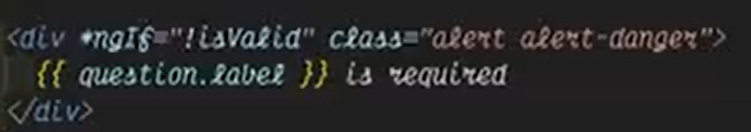 <div *ngIf="!isValid" class="alert alert-danger">
{{ question.label }} is required
</div>